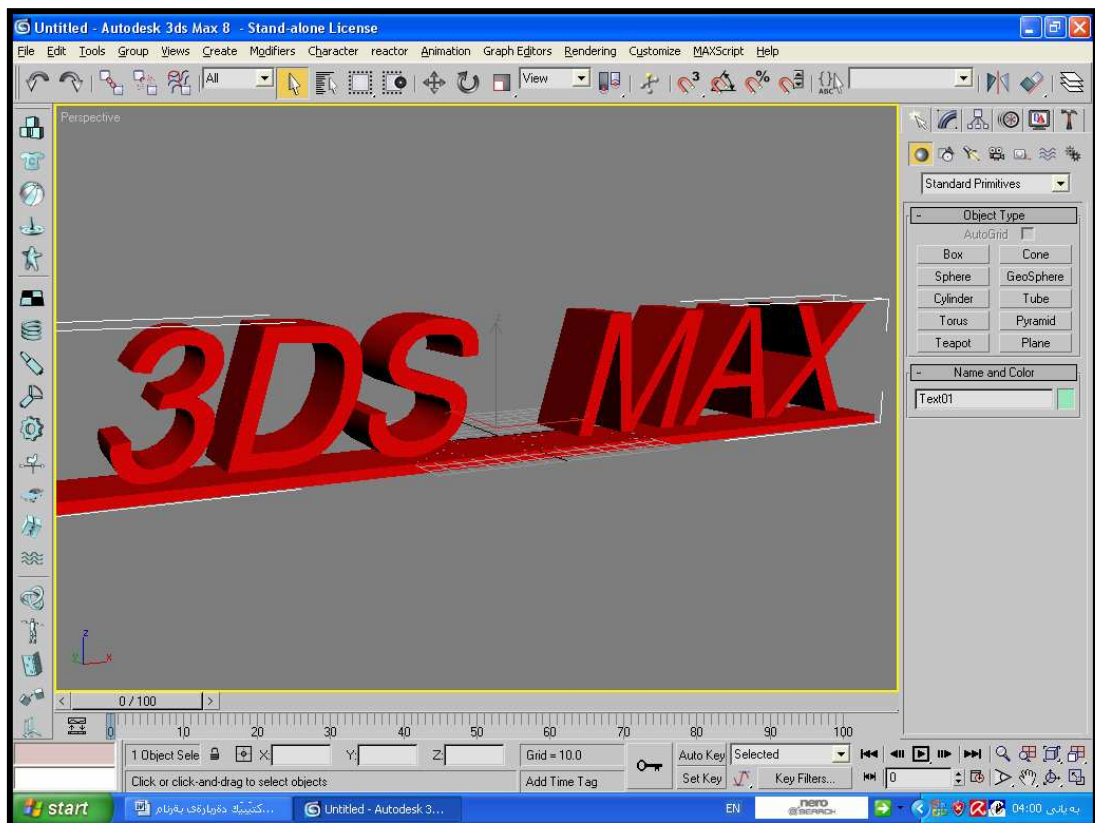 Untitled - Autodesk 3ds Max 8 - Stand-alone License
File Edit Tools Group Views Create Modifiers Character reactor Animation Graph Editors Rendering Customize MAXScript Help
All View
Perspective
3DS MAX
Standard Primitives
- Object Type
AutoGrid
Box Cone
Sphere GeoSphere
Cylinder Tube
Torus Pyramid
Teapot Plane
- Name and Color
Text01
z
y x
< 0 / 100 >
0 10 20 30 40 50 60 70 80 90 100
1 Object Sele X: Y: Z: Grid = 10.0 Auto Key Selected
Click or click-and-drag to select objects Add Time Tag Set Key Key Filters... 0
start Untitled - Autodesk 3... EN nero SEARCH 04:00